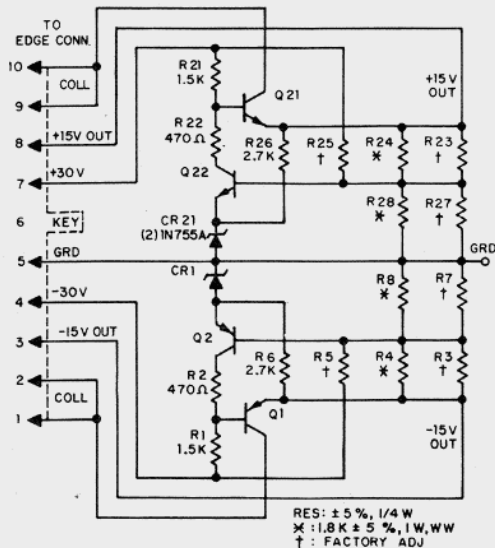 TO
EDGE CONN.
10
COLL
9
8 +15V OUT
7 +30V
6 KEY
5 GRD
4 -30V
3 -15V OUT
2
COLL
1
R21
1.5K
Q21
R22
470Ω
Q22
R26
2.7K
R25
†
R24
*
R23
†
+15V
OUT
R28
*
R27
†
CR21
(2) 1N755A
GRD
CR1
R8
*
R7
†
Q2
R6
2.7K
R5
†
R4
*
R3
†
R2
470Ω
Q1
R1
1.5K
-15V
OUT
RES: ±5%, 1/4 W
* : 1.8K ±5%, 1W, WW
† : FACTORY ADJ